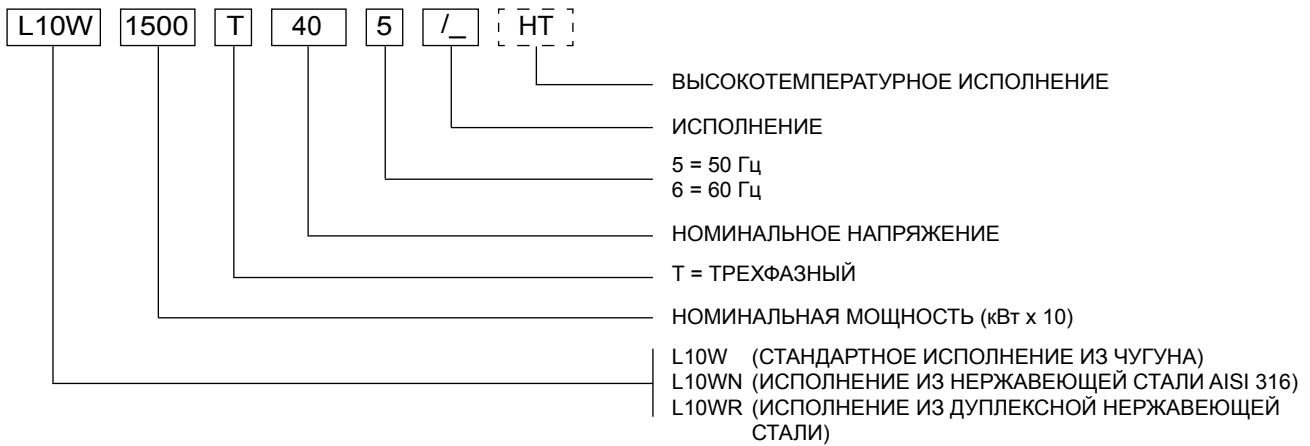 L10W 1500 T 40 5 /_ HT
ВЫСОКОТЕМПЕРАТУРНОЕ ИСПОЛНЕНИЕ
ИСПОЛНЕНИЕ
5 = 50 Гц
6 = 60 Гц
НОМИНАЛЬНОЕ НАПРЯЖЕНИЕ
T = ТРЕХФАЗНЫЙ
НОМИНАЛЬНАЯ МОЩНОСТЬ (кВт x 10)
L10W (СТАНДАРТНОЕ ИСПОЛНЕНИЕ ИЗ ЧУГУНА)
L10WN (ИСПОЛНЕНИЕ ИЗ НЕРЖАВЕЮЩЕЙ СТАЛИ AISI 316)
L10WR (ИСПОЛНЕНИЕ ИЗ ДУПЛЕКСНОЙ НЕРЖАВЕЮЩЕЙ
СТАЛИ)